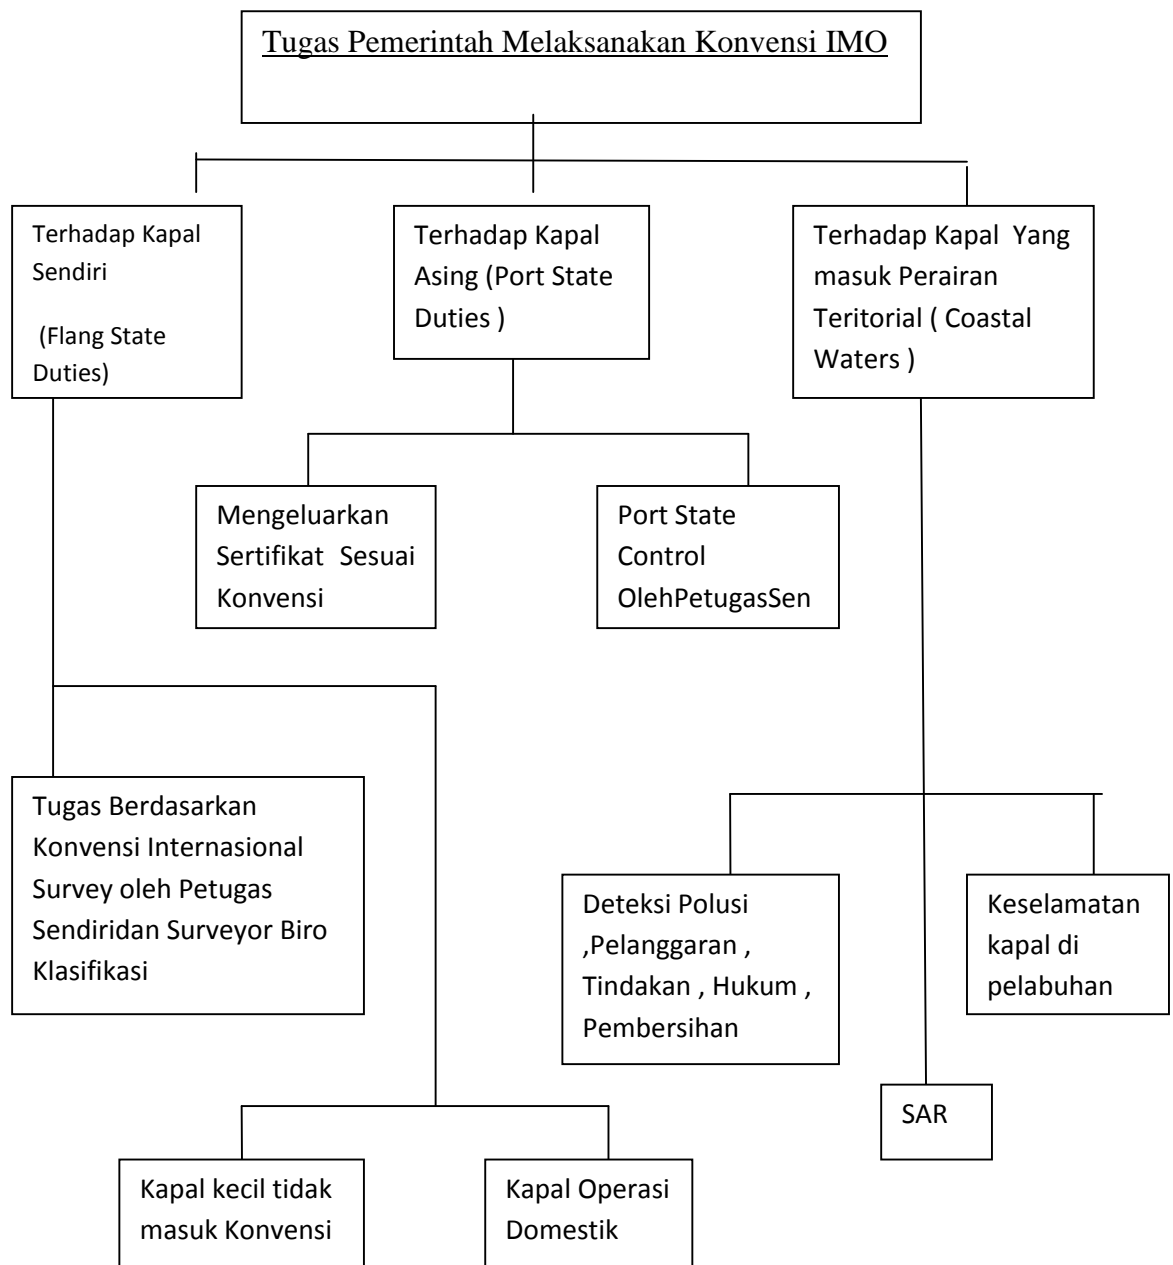 Tugas Pemerintah Melaksanakan Konvensi IMO
Terhadap Kapal
Sendiri
(Flang State
Duties)
Terhadap Kapal
Asing (Port State
Duties )
Terhadap Kapal Yang
masuk Perairan
Teritorial ( Coastal
Waters )
Mengeluarkan
Sertifikat Sesuai
Konvensi
Port State
Control
OlehPetugasSen
Tugas Berdasarkan
Konvensi Internasional
Survey oleh Petugas
Sendiridan Surveyor Biro
Klasifikasi
Deteksi Polusi
,Pelanggaran ,
Tindakan , Hukum ,
Pembersihan
Keselamatan
kapal di
pelabuhan
SAR
Kapal kecil tidak
masuk Konvensi
Kapal Operasi
Domestik